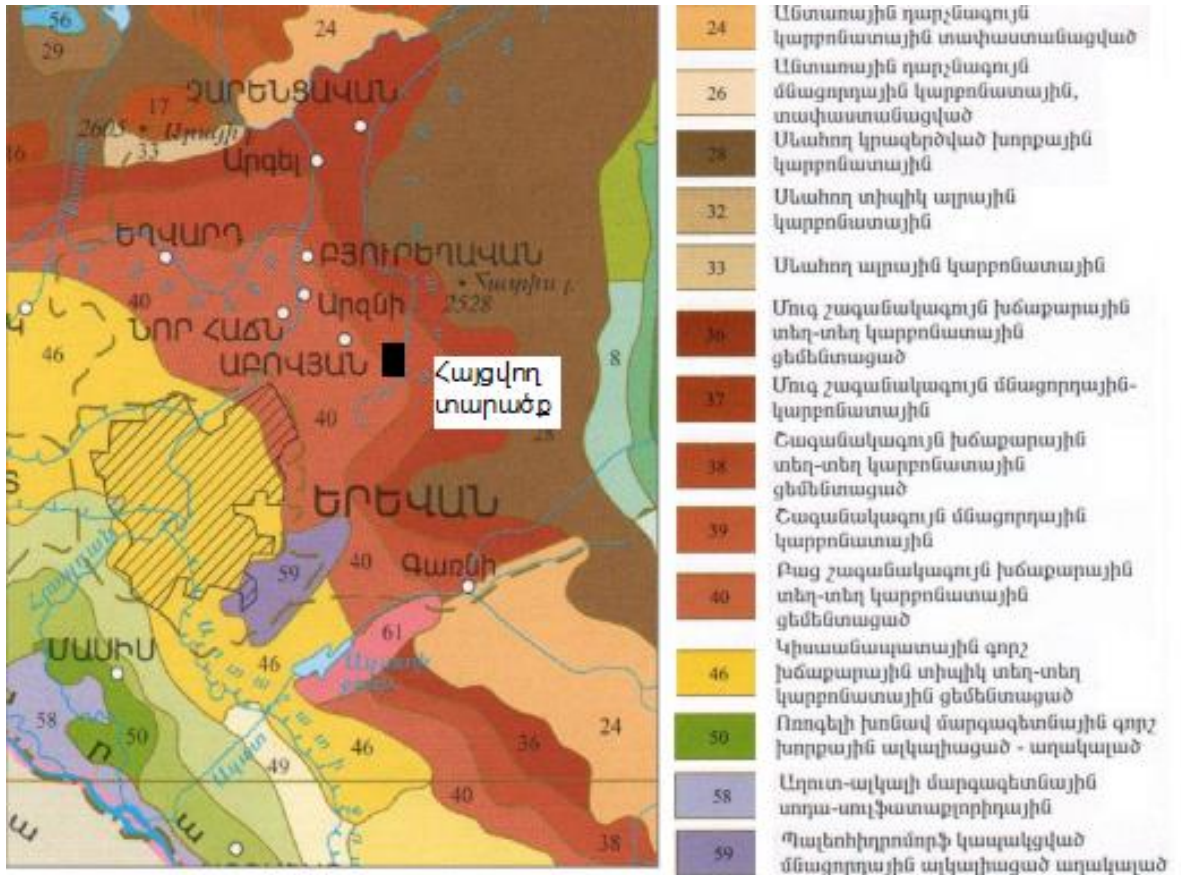 56
29
24
ՉԱՐԵՆՑԱՎԱՆ
17
2605 • Արայի լ.
33
Արգել
ԵՂՎԱՐԴ
ԲՅՈՒՐԵՂԱՎԱՆ
• Հատիս լ.
2528
40
Արզնի
ՆՈՐ ՀԱՃՆ
46
ԱԲՈՎՅԱՆ
Հայցվող
տարածք
40
28
8
ԵՐԵՎԱՆ
59
40
Գառնի
61
ՄԱՍԻՍ
46
58
50
24
36
46
49
40
38
24
Անտառային դարչնագույն
կարբոնատային տափաստանացված
26
Անտառային դարչնագույն
մնացորդային կարբոնատային,
տափաստանացված
28
Սևահող կրազերծված խորքային
կարբոնատային
32
Սևահող տիպիկ ալրային
կարբոնատային
33
Սևահող ալրային կարբոնատային
36
Մուգ շագանակագույն խճաքարային
տեղ-տեղ կարբոնատային
ցեմենտացած
37
Մուգ շագանակագույն մնացորդային-
կարբոնատային
38
Շագանակագույն խճաքարային
տեղ-տեղ կարբոնատային
ցեմենտացած
39
Շագանակագույն մնացորդային
կարբոնատային
40
Բաց շագանակագույն խճաքարային
տեղ-տեղ կարբոնատային
ցեմենտացած
46
Կիսաանապատային գորշ
խճաքարային տիպիկ տեղ-տեղ
կարբոնատային ցեմենտացած
50
Ոռոգելի խոնավ մարգագետնային գորշ
խորքային ալկալիացած - աղակալած
58
Աղուտ-ալկալի մարգագետնային
սոդա-սուլֆատաքլորիդային
59
Պալեոհիդրոմորֆ կապակցված
մնացորդային ալկալիացած աղակալած